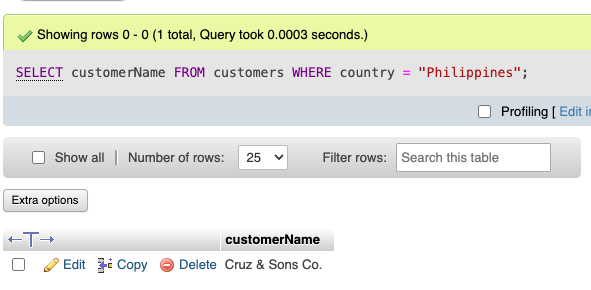 Showing rows 0 - 0 (1 total, Query took 0.0003 seconds.)
SELECT customerName FROM customers WHERE country = "Philippines";
Profiling [ Edit in
Show all | Number of rows: 25 Filter rows: Search this table
Extra options
←T→ customerName
Edit Copy Delete Cruz & Sons Co.